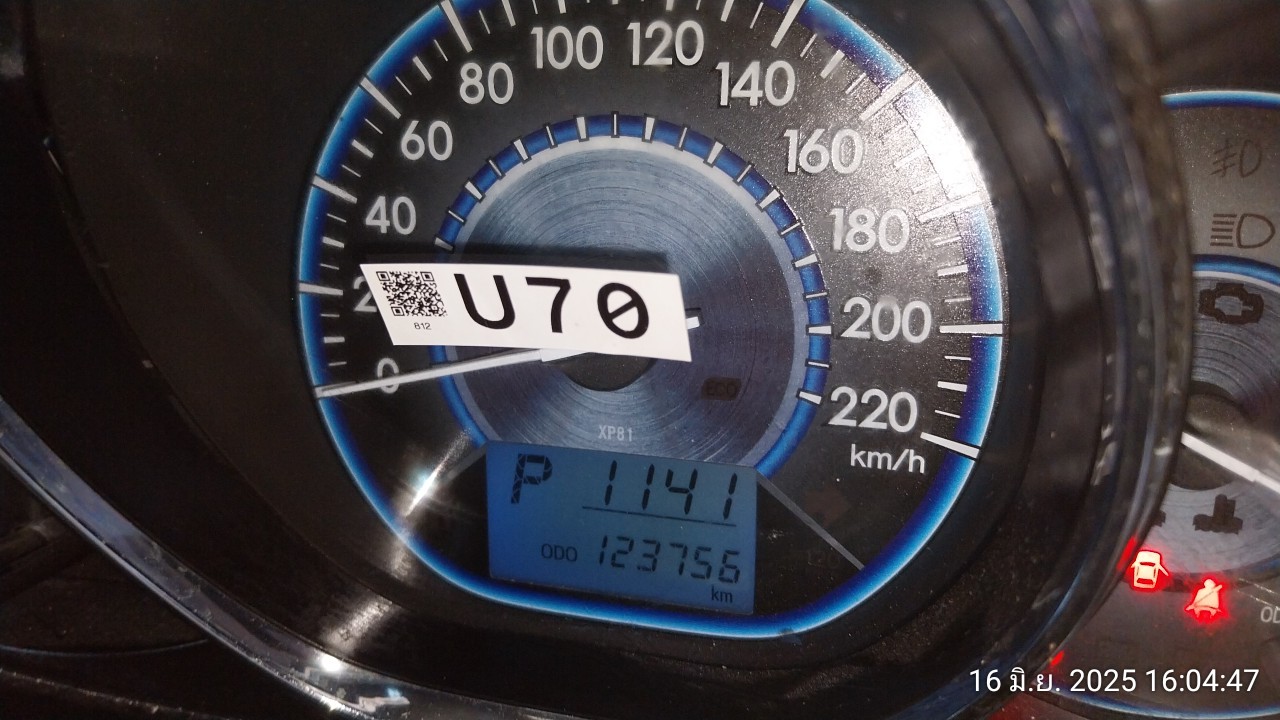 100 120
80 140
60 160
40 180
200
0 220
km/h
U70
B12
XP81
P 1141
ODO 123756
km
16 มิ.ย. 2025 16:04:47